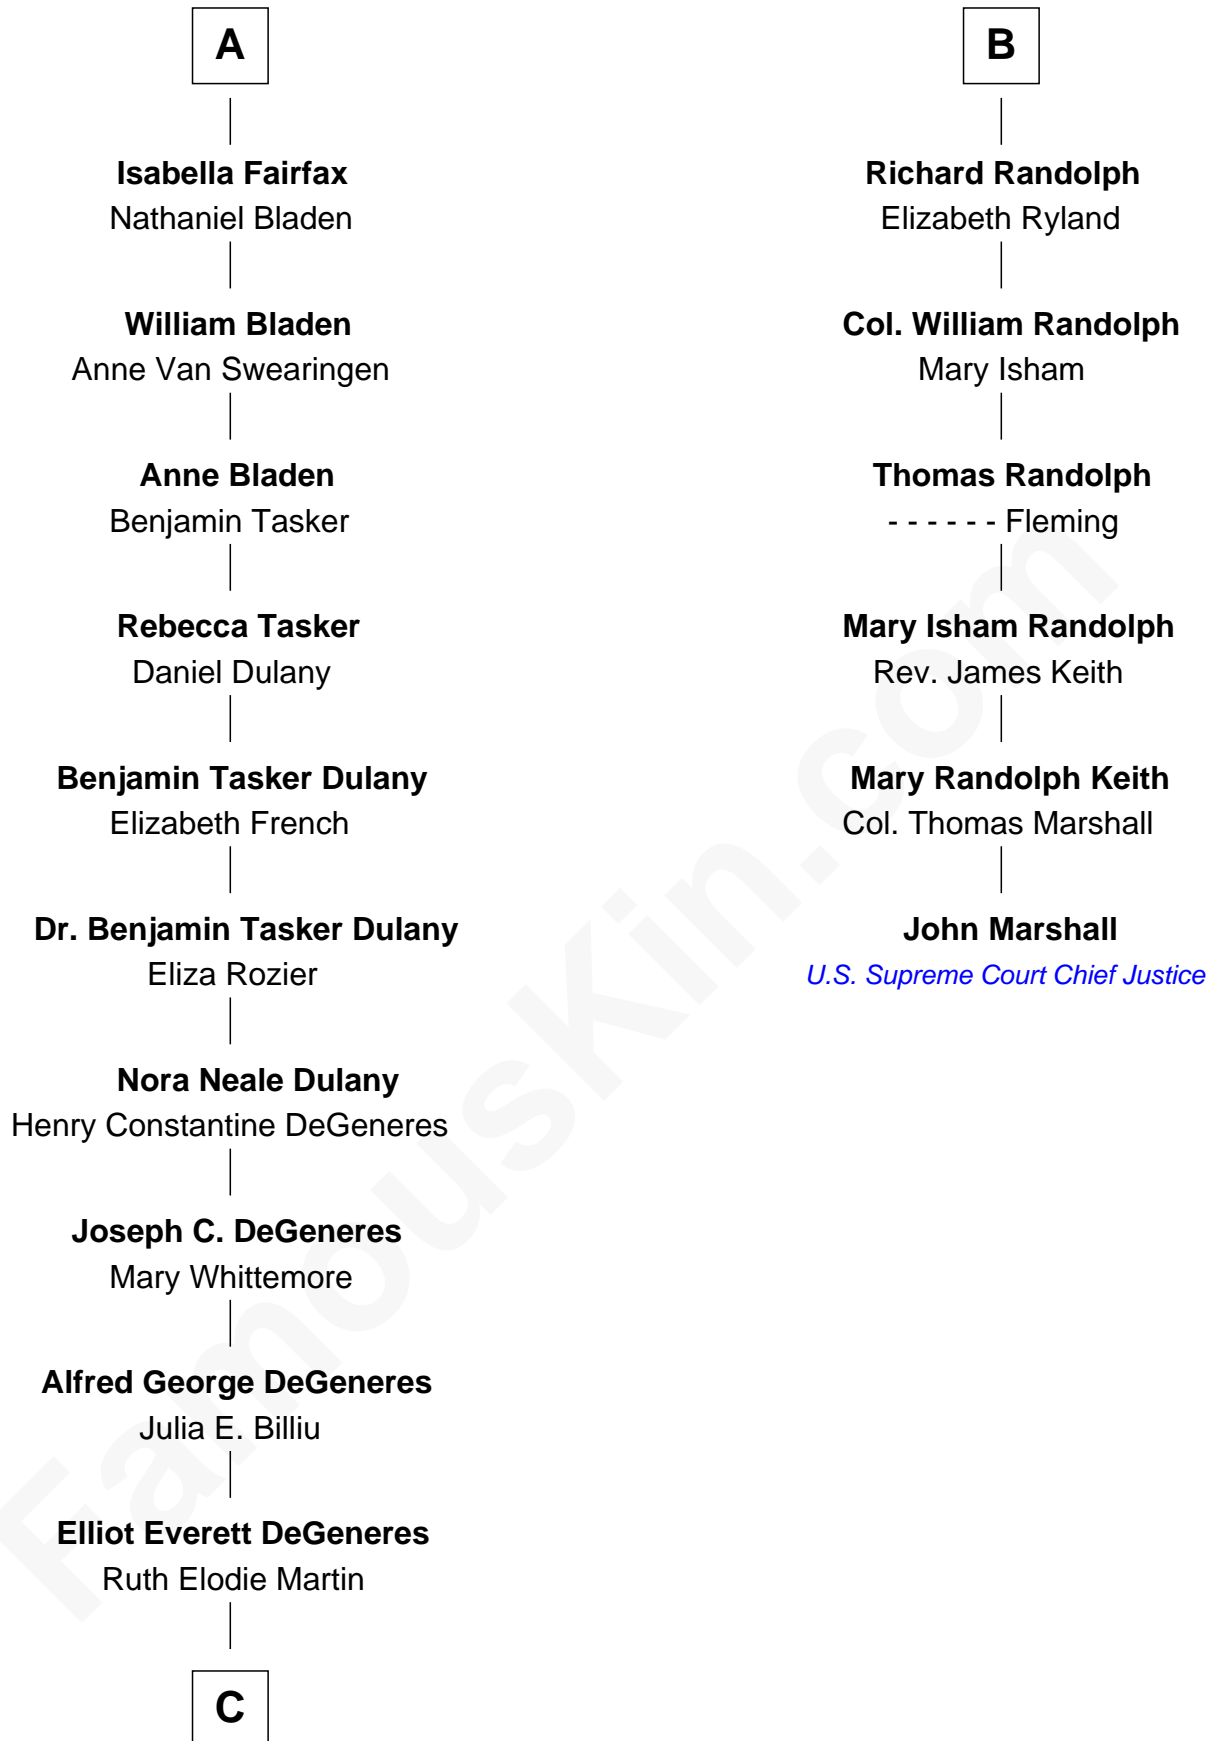 A
Isabella Fairfax
Nathaniel Bladen
William Bladen
Anne Van Swearingen
Anne Bladen
Benjamin Tasker
Rebecca Tasker
Daniel Dulany
Benjamin Tasker Dulany
Elizabeth French
Dr. Benjamin Tasker Dulany
Eliza Rozier
Nora Neale Dulany
Henry Constantine DeGeneres
Joseph C. DeGeneres
Mary Whittemore
Alfred George DeGeneres
Julia E. Billiu
Elliot Everett DeGeneres
Ruth Elodie Martin
C
B
Richard Randolph
Elizabeth Ryland
Col. William Randolph
Mary Isham
Thomas Randolph
- - - - - - Fleming
Mary Isham Randolph
Rev. James Keith
Mary Randolph Keith
Col. Thomas Marshall
John Marshall
U.S. Supreme Court Chief Justice
FamousKin.com